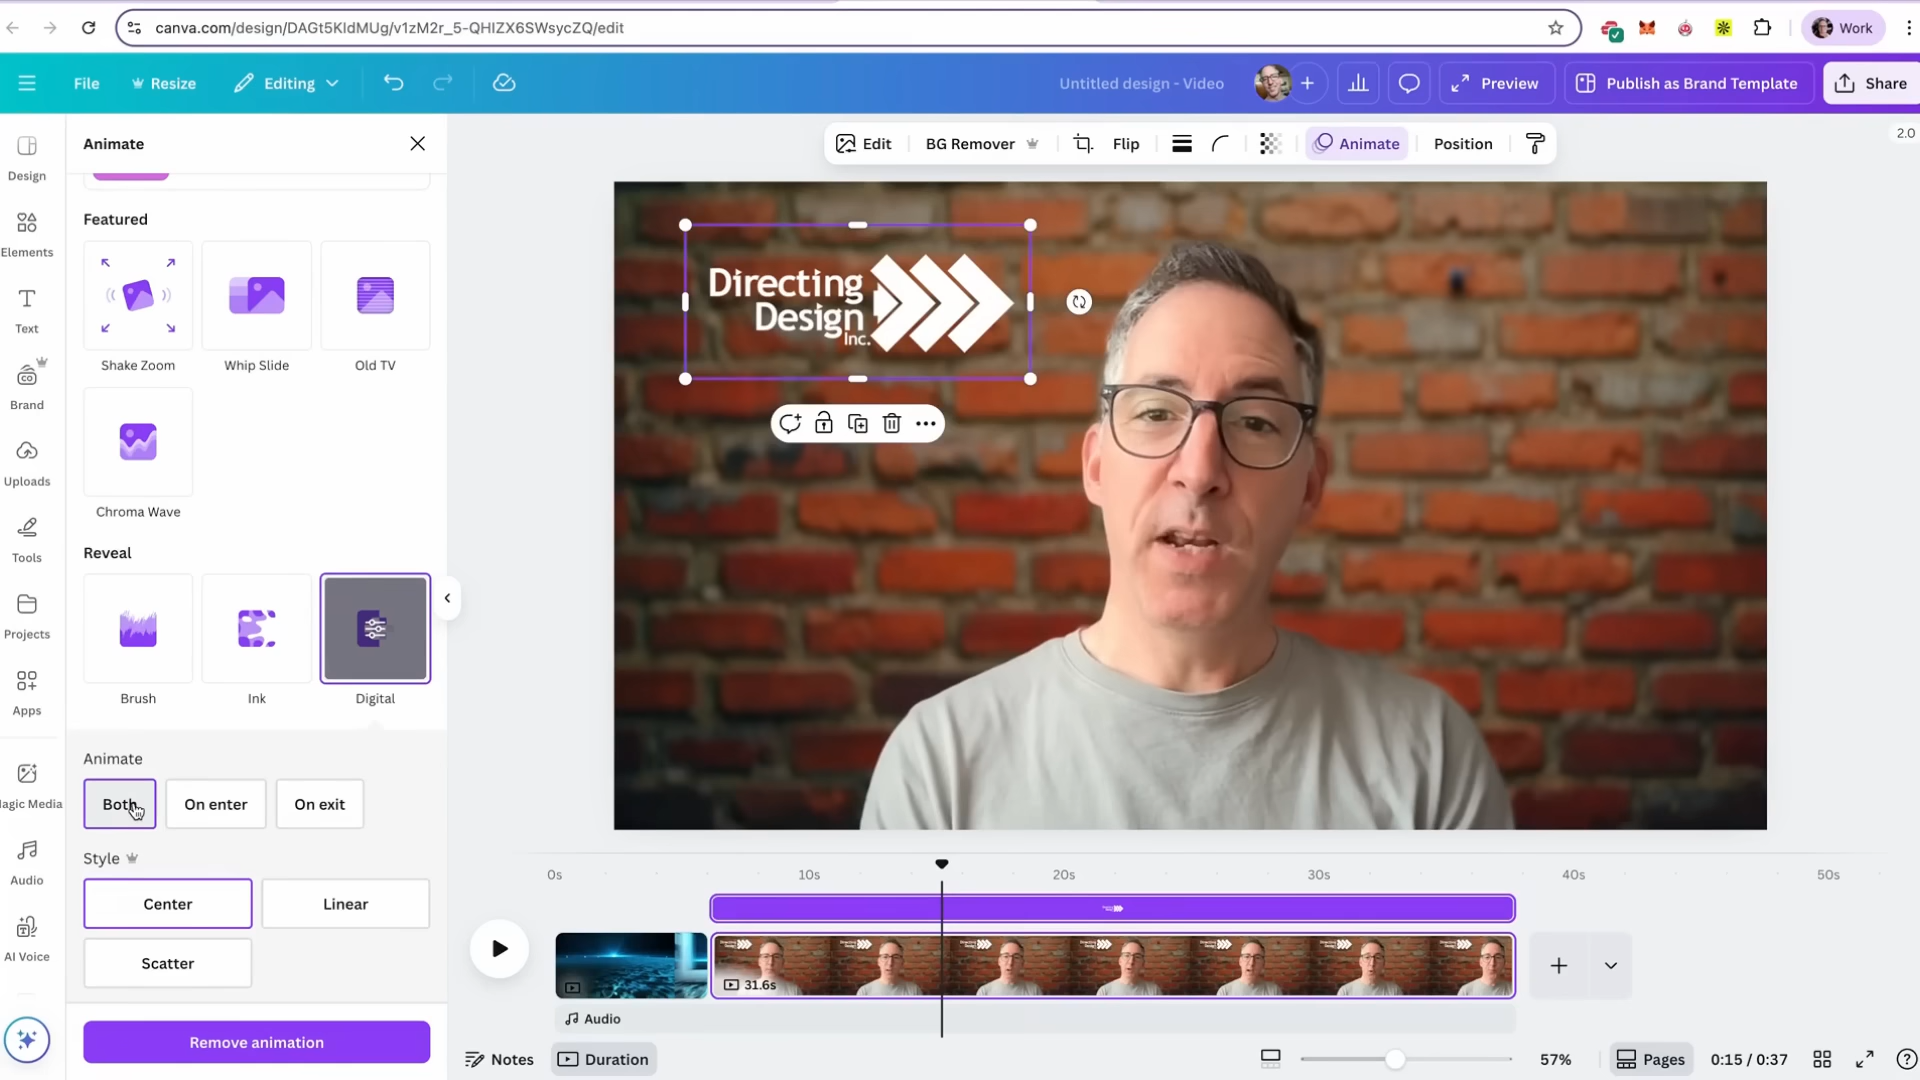 canva.com/design/DAGt5KIdMUg/v1zM2r_5-QHIZX6SWsycZQ/edit
Work
File
Resize
Editing
Untitled design - Video
Preview
Publish as Brand Template
Share
Animate
Edit
BG Remover
Flip
Animate
Position
2.0
Design
Elements
Text
Brand
Uploads
Tools
Projects
Apps
Magic Media
Audio
AI Voice
Featured
Shake Zoom
Whip Slide
Old TV
Chroma Wave
Reveal
Brush
Ink
Digital
Animate
Both
On enter
On exit
Style
Center
Linear
Scatter
Remove animation
Directing
Design
Inc.
0s
10s
20s
30s
40s
50s
31.6s
Audio
Notes
Duration
57%
Pages
0:15 / 0:37